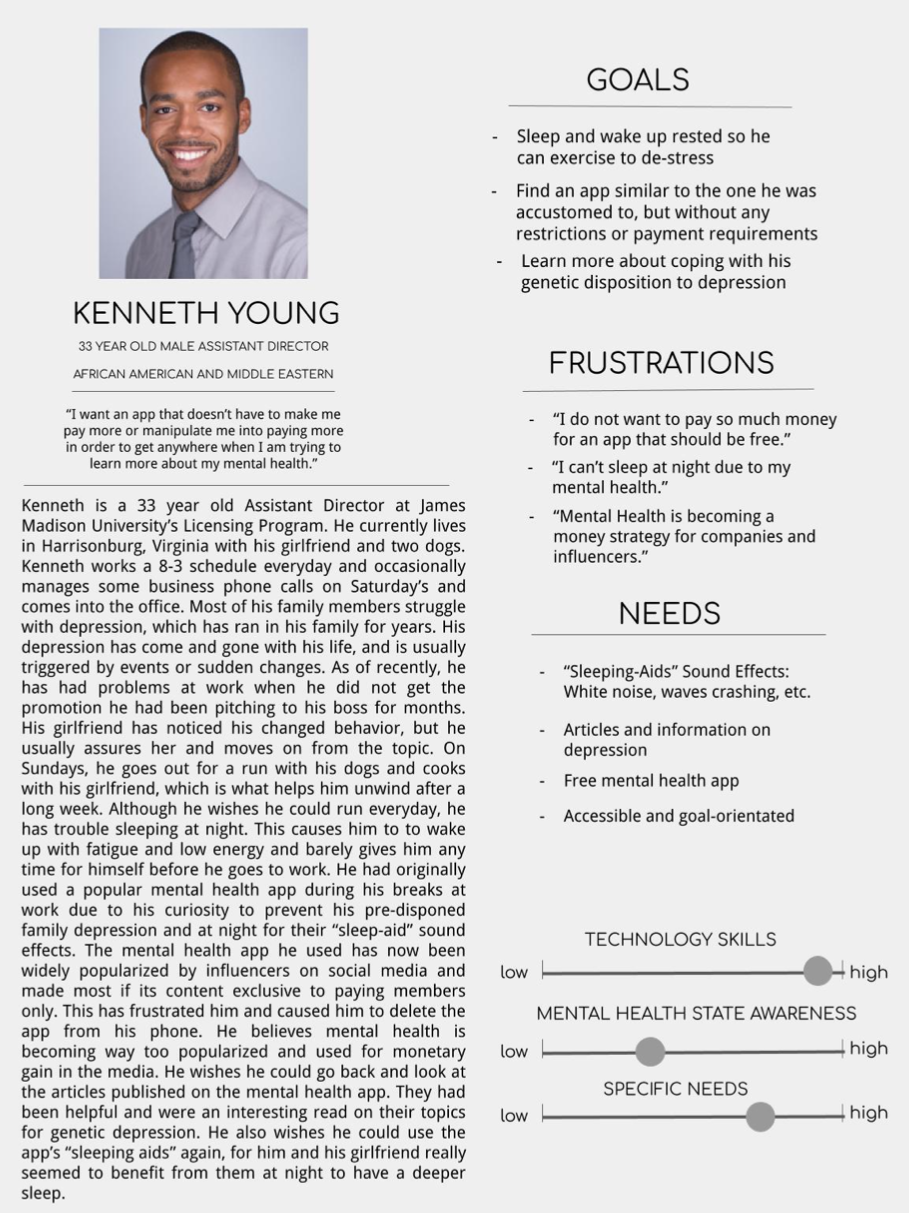 KENNETH YOUNG
33 YEAR OLD MALE ASSISTANT DIRECTOR
AFRICAN AMERICAN AND MIDDLE EASTERN
“I want an app that doesn’t have to make me
pay more or manipulate me into paying more
in order to get anywhere when I am trying to
learn more about my mental health.”
Kenneth is a 33 year old Assistant Director at James
Madison University’s Licensing Program. He currently lives
in Harrisonburg, Virginia with his girlfriend and two dogs.
Kenneth works a 8-3 schedule everyday and occasionally
manages some business phone calls on Saturday’s and
comes into the office. Most of his family members struggle
with depression, which has ran in his family for years. His
depression has come and gone with his life, and is usually
triggered by events or sudden changes. As of recently, he
has had problems at work when he did not get the
promotion he had been pitching to his boss for months.
His girlfriend has noticed his changed behavior, but he
usually assures her and moves on from the topic. On
Sundays, he goes out for a run with his dogs and cooks
with his girlfriend, which is what helps him unwind after a
long week. Although he wishes he could run everyday, he
has trouble sleeping at night. This causes him to to wake
up with fatigue and low energy and barely gives him any
time for himself before he goes to work. He had originally
used a popular mental health app during his breaks at
work due to his curiosity to prevent his pre-disponed
family depression and at night for their “sleep-aid” sound
effects. The mental health app he used has now been
widely popularized by influencers on social media and
made most if its content exclusive to paying members
only. This has frustrated him and caused him to delete the
app from his phone. He believes mental health is
becoming way too popularized and used for monetary
gain in the media. He wishes he could go back and look at
the articles published on the mental health app. They had
been helpful and were an interesting read on their topics
for genetic depression. He also wishes he could use the
app’s “sleeping aids” again, for him and his girlfriend really
seemed to benefit from them at night to have a deeper
sleep.
GOALS
- Sleep and wake up rested so he
can exercise to de-stress
- Find an app similar to the one he was
accustomed to, but without any
restrictions or payment requirements
- Learn more about coping with his
genetic disposition to depression
FRUSTRATIONS
- “I do not want to pay so much money
for an app that should be free.”
- “I can’t sleep at night due to my
mental health.”
- “Mental Health is becoming a
money strategy for companies and
influencers.”
NEEDS
- “Sleeping-Aids” Sound Effects:
White noise, waves crashing, etc.
- Articles and information on
depression
- Free mental health app
- Accessible and goal-orientated
TECHNOLOGY SKILLS
low high
MENTAL HEALTH STATE AWARENESS
low high
SPECIFIC NEEDS
low high